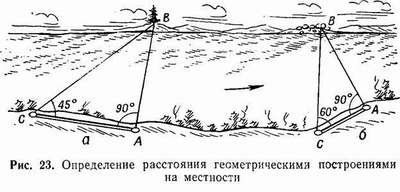 B
B
45°
90°
90°
60°
C
A
A
C
а
б
Рис. 23. Определение расстояния геометрическими построениями
на местности